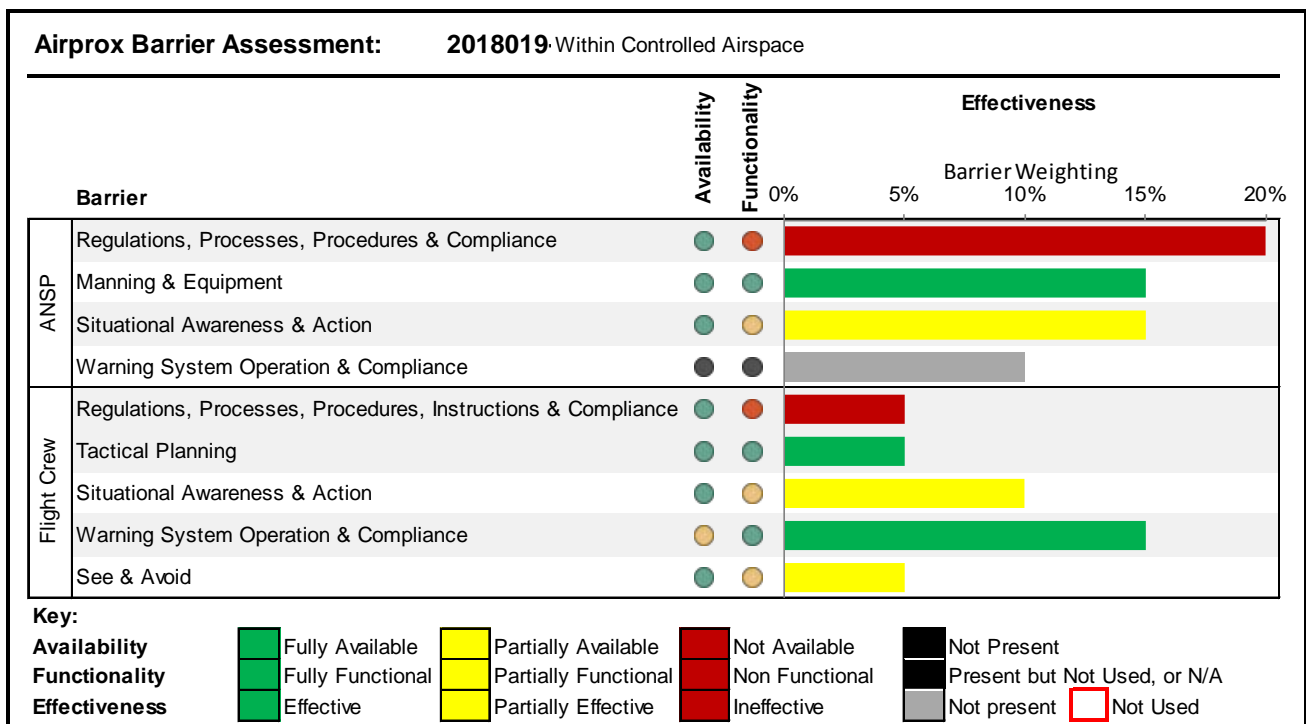 Airprox Barrier Assessment: 2018019 Within Controlled Airspace
Availability
Functionality
Effectiveness
Barrier Weighting
Barrier
0% 5% 10% 15% 20%
ANSP
Regulations, Processes, Procedures & Compliance
Manning & Equipment
Situational Awareness & Action
Warning System Operation & Compliance
Flight Crew
Regulations, Processes, Procedures, Instructions & Compliance
Tactical Planning
Situational Awareness & Action
Warning System Operation & Compliance
See & Avoid
Key:
Availability Fully Available Partially Available Not Available Not Present
Functionality Fully Functional Partially Functional Non Functional Present but Not Used, or N/A
Effectiveness Effective Partially Effective Ineffective Not present Not Used